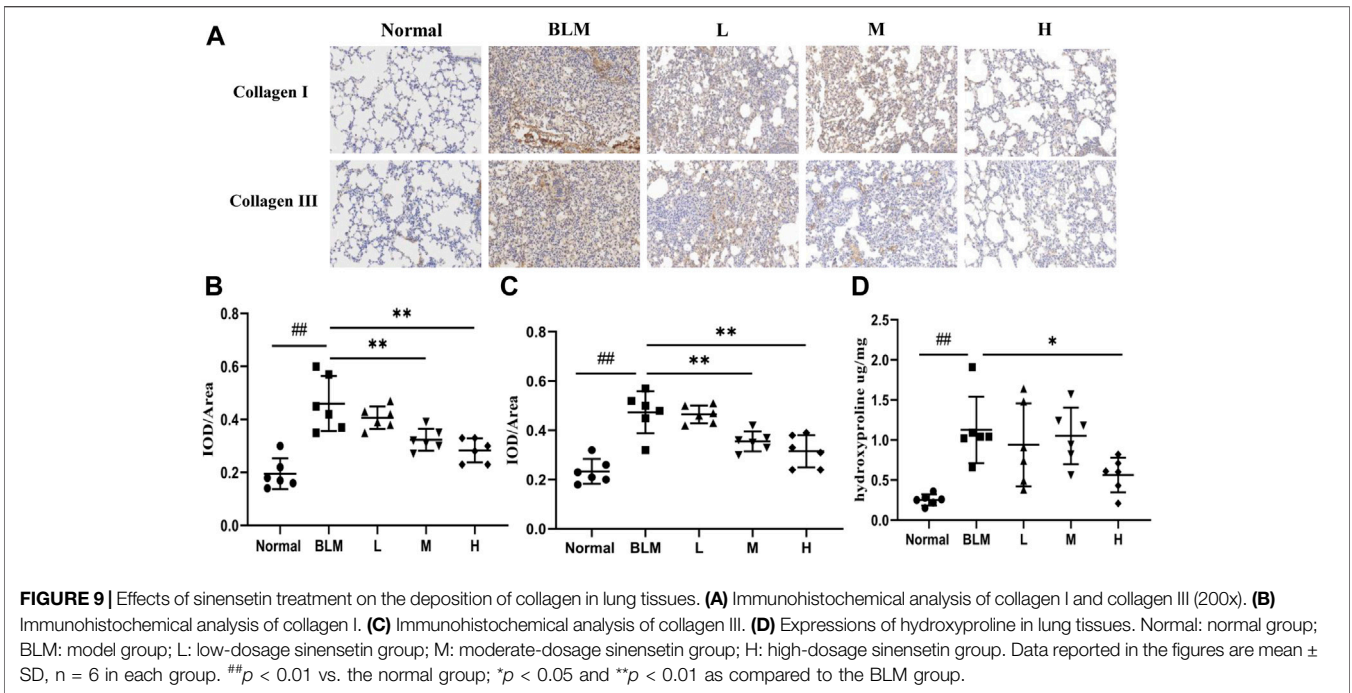 A
Normal BLM L M H
Collagen I
Collagen III
B
0.8
0.6
0.4
0.2
0.0
IOD/Area
##
**
**
Normal BLM L M H
C
0.8
0.6
0.4
0.2
0.0
IOD/Area
##
**
**
Normal BLM L M H
D
2.5
2.0
1.5
1.0
0.5
0.0
hydroxyproline ug/mg
##
*
Normal BLM L M H
FIGURE 9 | Effects of sinensetin treatment on the deposition of collagen in lung tissues. (A) Immunohistochemical analysis of collagen I and collagen III (200x). (B)
Immunohistochemical analysis of collagen I. (C) Immunohistochemical analysis of collagen III. (D) Expressions of hydroxyproline in lung tissues. Normal: normal group;
BLM: model group; L: low-dosage sinensetin group; M: moderate-dosage sinensetin group; H: high-dosage sinensetin group. Data reported in the figures are mean ±
SD, n = 6 in each group. ##p < 0.01 vs. the normal group; *p < 0.05 and **p < 0.01 as compared to the BLM group.